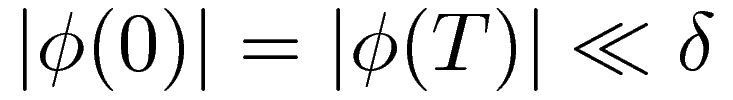 |ϕ(0)| = |ϕ(T)| ≪ δ